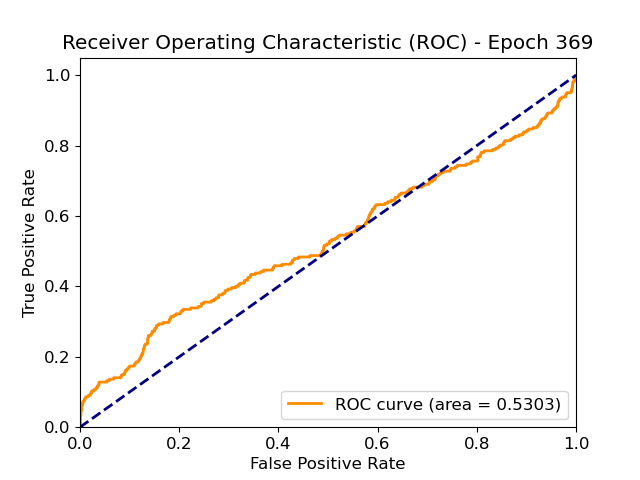 Receiver Operating Characteristic (ROC) - Epoch 369
True Positive Rate
1.0
0.8
0.6
0.4
0.2
0.0
ROC curve (area = 0.5303)
0.0 0.2 0.4 0.6 0.8 1.0
False Positive Rate